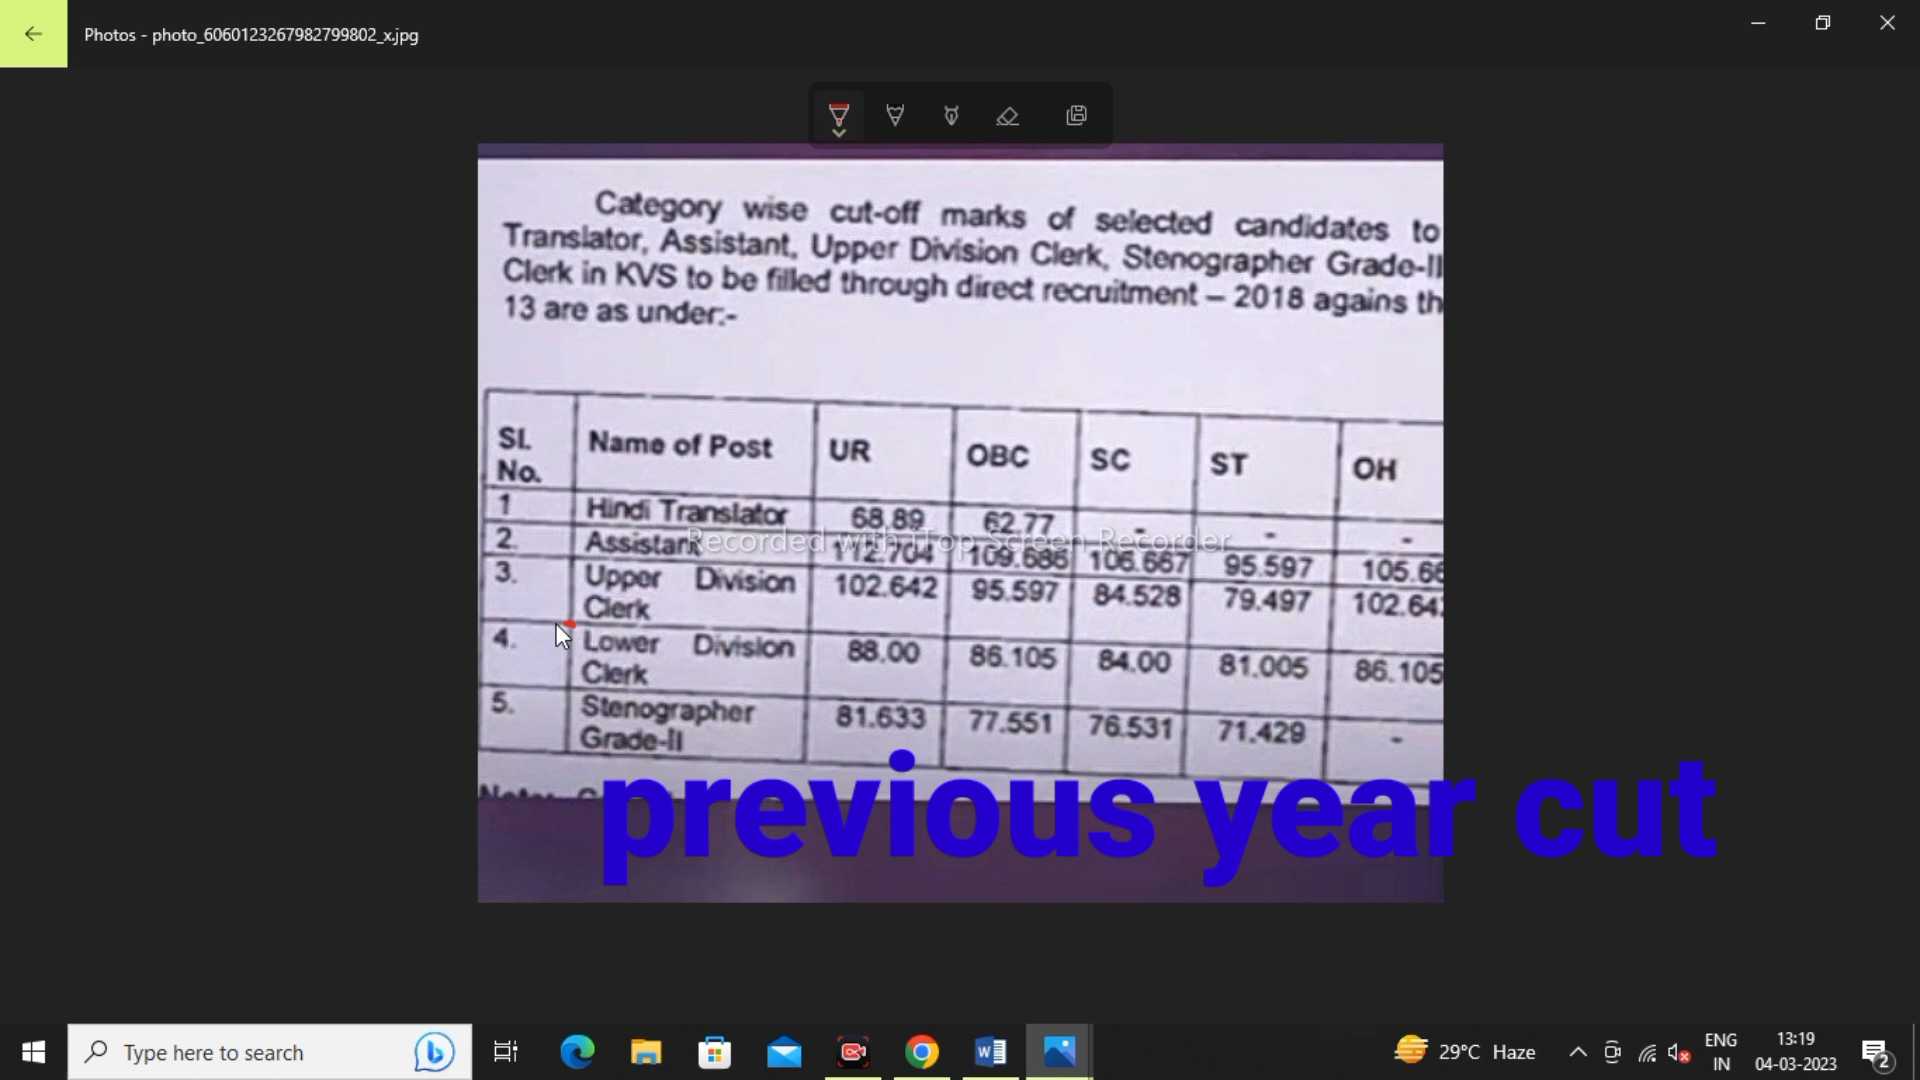 Photos - photo_6060123267982799802_x.jpg
Category wise cut-off marks of selected candidates to
Translator, Assistant, Upper Division Clerk, Stenographer Grade-II
Clerk in KVS to be filled through direct recruitment – 2018 agains th
13 are as under:-
Sl. No. Name of Post UR OBC SC ST OH
1 Hindi Translator 68.89 62.77 - - -
2. Assistant 112.704 109.686 106.667 95.597 105.66
3. Upper Division Clerk 102.642 95.597 84.528 79.497 102.642
4. Lower Division Clerk 88.00 86.105 84.00 81.005 86.105
5. Stenographer Grade-II 81.633 77.551 76.531 71.429 -
Recorded with iTop Screen Recorder
previous year cut
Type here to search
29°C Haze
ENG
IN
13:19
04-03-2023
2